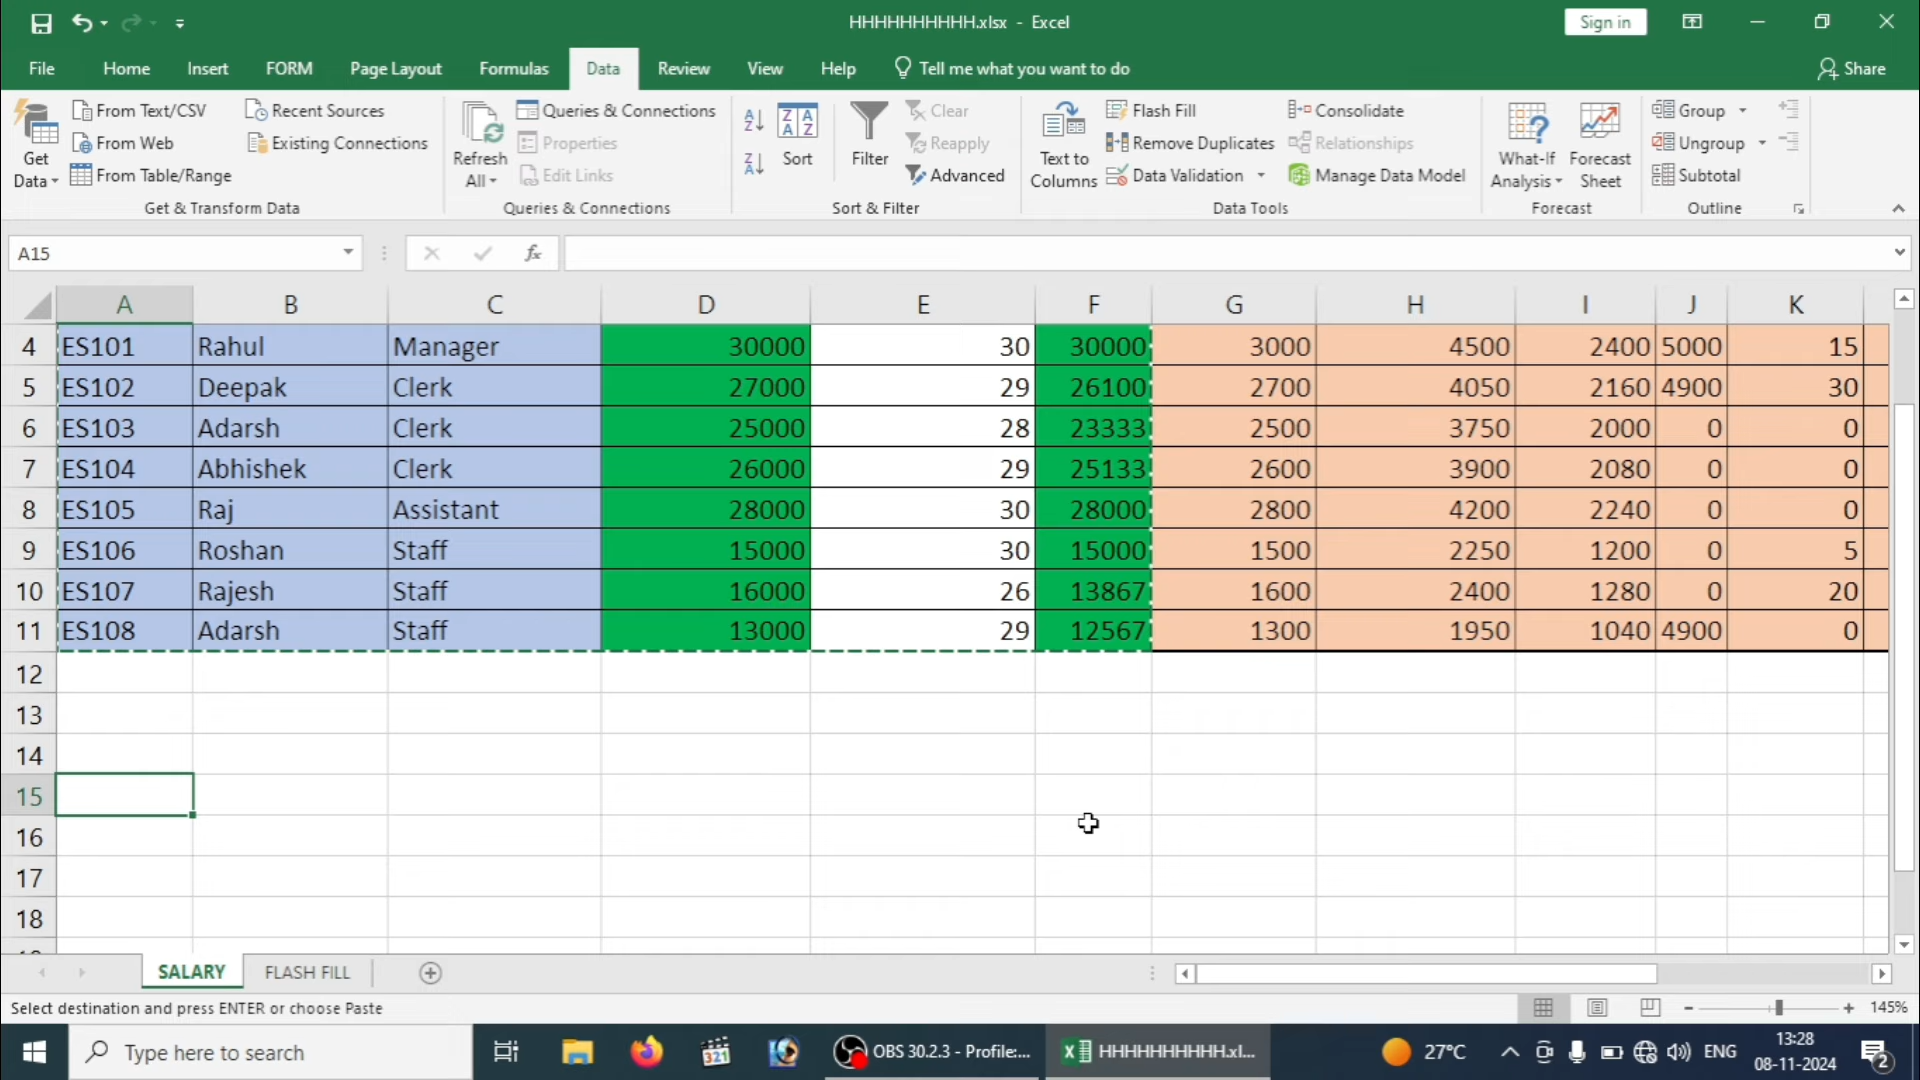 HHHHHHHHHH.xlsx - Excel
Sign in
File Home Insert FORM Page Layout Formulas Data Review View Help Tell me what you want to do Share
Get Data
From Text/CSV
From Web
From Table/Range
Recent Sources
Existing Connections
Get & Transform Data
Refresh All
Queries & Connections
Properties
Edit Links
Queries & Connections
Sort
Filter
Clear
Reapply
Advanced
Sort & Filter
Text to Columns
Flash Fill
Remove Duplicates
Data Validation
Consolidate
Relationships
Manage Data Model
Data Tools
What-If Analysis
Forecast Sheet
Forecast
Group
Ungroup
Subtotal
Outline
A15 fx
A B C D E F G H I J K
4 ES101 Rahul Manager 30000 30 30000 3000 4500 2400 5000 15
5 ES102 Deepak Clerk 27000 29 26100 2700 4050 2160 4900 30
6 ES103 Adarsh Clerk 25000 28 23333 2500 3750 2000 0 0
7 ES104 Abhishek Clerk 26000 29 25133 2600 3900 2080 0 0
8 ES105 Raj Assistant 28000 30 28000 2800 4200 2240 0 0
9 ES106 Roshan Staff 15000 30 15000 1500 2250 1200 0 5
10 ES107 Rajesh Staff 16000 26 13867 1600 2400 1280 0 20
11 ES108 Adarsh Staff 13000 29 12567 1300 1950 1040 4900 0
12
13
14
15
16
17
18
SALARY FLASH FILL
Select destination and press ENTER or choose Paste
145%
Type here to search
321
OBS 30.2.3 - Profile:...
HHHHHHHHHH.xl...
27°C
ENG
13:28
08-11-2024
2